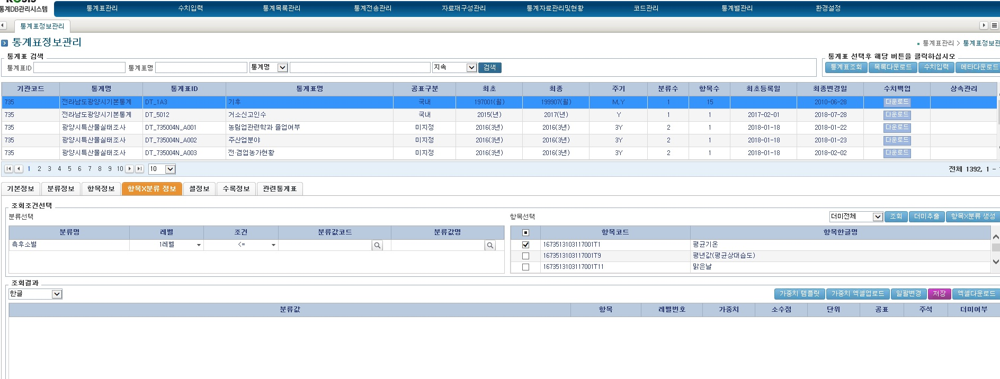 KOSIS
통계DB관리시스템
통계표관리 수치입력 통계목록관리 통계전송관리 자료재구성관리 통계자료관리및현황 코드관리 통계별관리 환경설정
통계표정보관리
통계표정보관리
통계표관리 > 통계표정보관
통계표 검색
통계표 선택후 해당 버튼을 클릭하십시오
통계표ID 통계표명 통계명 지속 검색 통계표조회 목록다운로드 수치입력 메타다운로드
기관코드 통계명 통계표ID 통계표명 공표구분 최초 최종 주기 분류수 항목수 최초등록일 최종변경일 수치백업 상속관리
735 전라남도광양시기본통계 DT_1A3 기후 국내 197001(월) 199907(월) M,Y 1 15 2010-06-28 다운로드
735 전라남도광양시기본통계 DT_5012 거소신고인수 국내 2015(년) 2017(년) Y 1 1 2017-02-01 2018-07-28 다운로드
735 광양시특산물실태조사 DT_735004N_A001 농림업관련학과 졸업여부 미지정 2016(3년) 2016(3년) 3Y 2 1 2018-01-18 2018-01-22 다운로드
735 광양시특산물실태조사 DT_735004N_A002 주산업분야 미지정 2016(3년) 2016(3년) 3Y 2 1 2018-01-18 2018-01-23 다운로드
735 광양시특산물실태조사 DT_735004N_A003 전·겸업농가현황 미지정 2016(3년) 2016(3년) 3Y 2 1 2018-01-18 2018-02-02 다운로드
1 2 3 4 5 6 7 8 9 10 10 전체 1392, 1 -
기본정보 분류정보 항목정보 항목X분류 정보 셀정보 수록정보 관련통계표
조회조건선택
분류선택 항목선택 더미전체 조회 더미추출 항목X분류 생성
분류명 레벨 조건 분류값코드 분류값명 항목코드 항목한글명
측후소별 1레벨 <= 1673513103117001T1 평균기온
1673513103117001T9 평년값(평균상대습도)
1673513103117001T11 맑은날
조회결과
한글 가중치 템플릿 가중치 엑셀업로드 일괄변경 저장 엑셀다운로드
분류값 항목 레벨번호 가중치 소수점 단위 공표 주석 더미여부